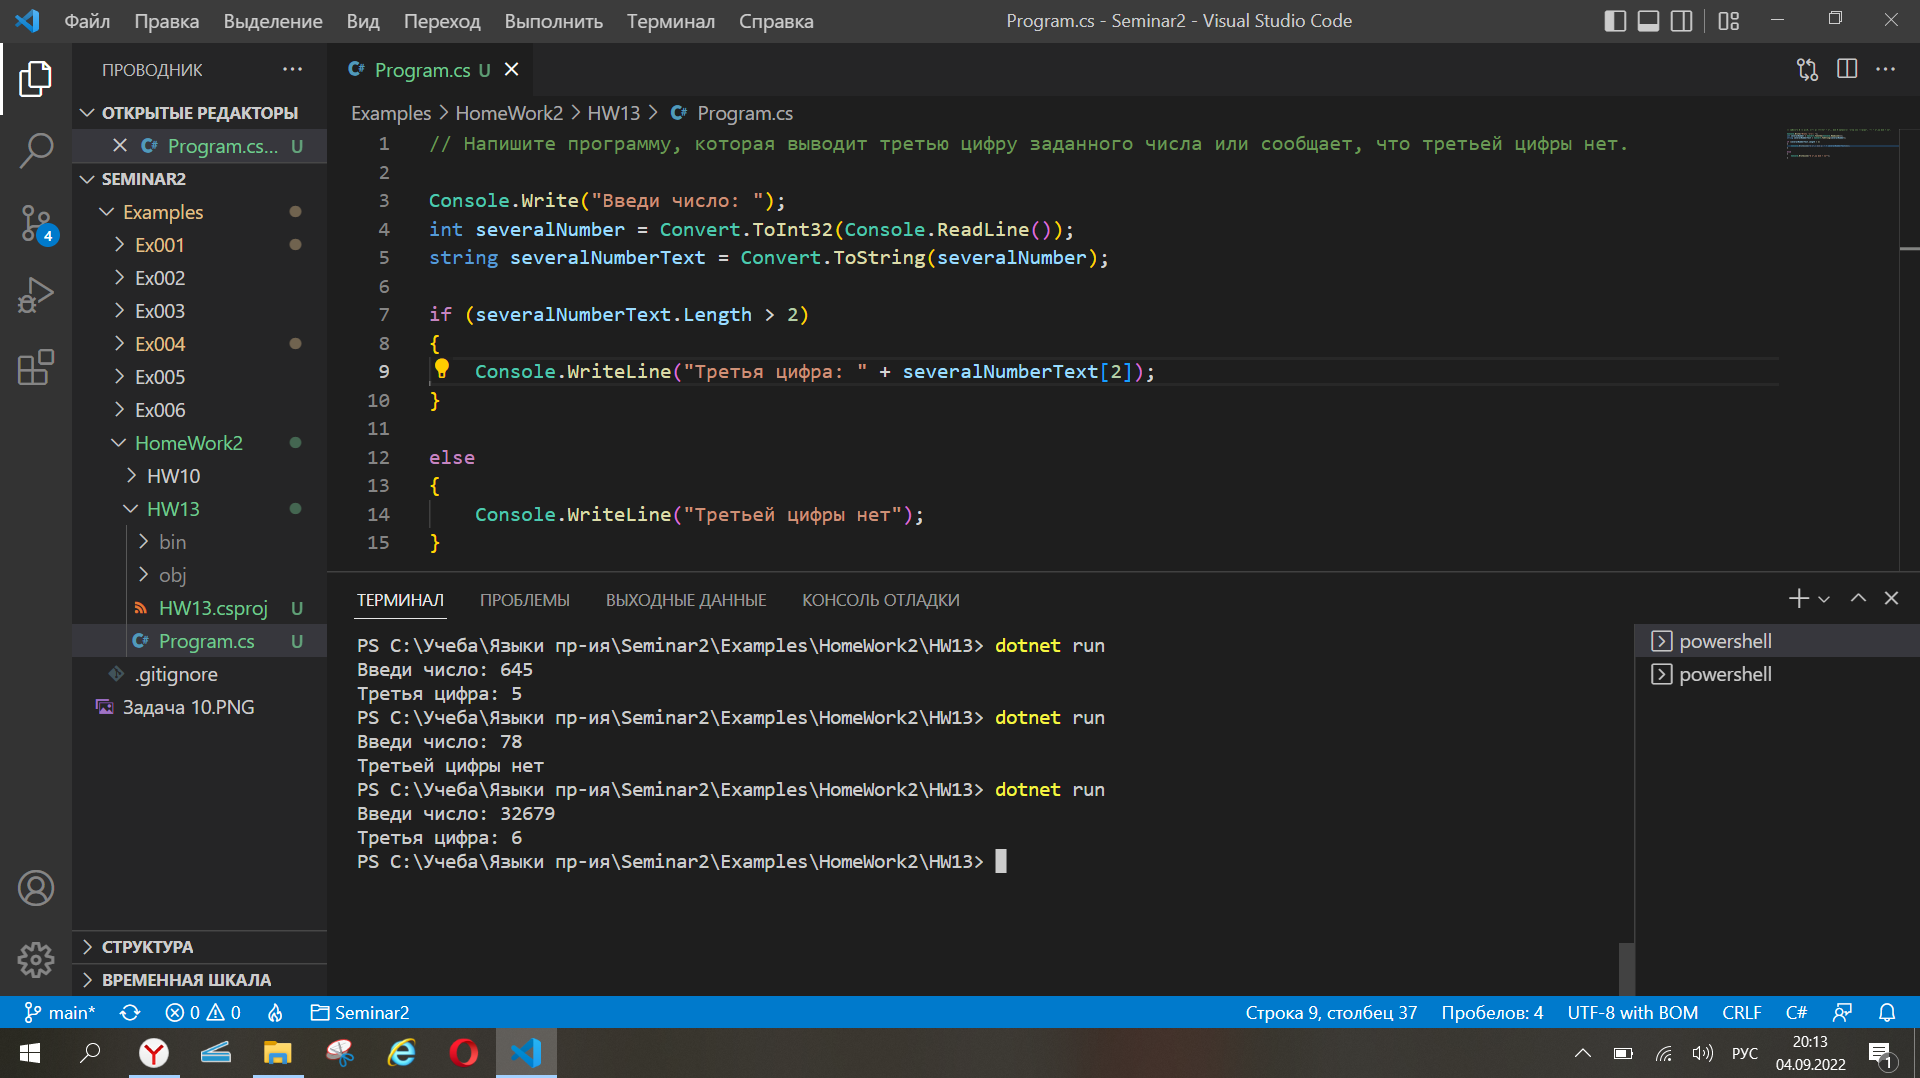 Файл Правка Выделение Вид Переход Выполнить Терминал Справка
Program.cs - Seminar2 - Visual Studio Code
ПРОВОДНИК
ОТКРЫТЫЕ РЕДАКТОРЫ
Program.cs... U
SEMINAR2
Examples
Ex001
Ex002
Ex003
Ex004
Ex005
Ex006
HomeWork2
HW10
HW13
bin
obj
HW13.csproj U
Program.cs U
.gitignore
Задача 10.PNG
СТРУКТУРА
ВРЕМЕННАЯ ШКАЛА
4
Program.cs U
Examples > HomeWork2 > HW13 > Program.cs
1 // Напишите программу, которая выводит третью цифру заданного числа или сообщает, что третьей цифры нет.
2
3 Console.Write("Введи число: ");
4 int severalNumber = Convert.ToInt32(Console.ReadLine());
5 string severalNumberText = Convert.ToString(severalNumber);
6
7 if (severalNumberText.Length > 2)
8 {
9 Console.WriteLine("Третья цифра: " + severalNumberText[2]);
10 }
11
12 else
13 {
14 Console.WriteLine("Третьей цифры нет");
15 }
ТЕРМИНАЛ ПРОБЛЕМЫ ВЫХОДНЫЕ ДАННЫЕ КОНСОЛЬ ОТЛАДКИ
PS C:\Учеба\Языки пр-ия\Seminar2\Examples\HomeWork2\HW13> dotnet run
Введи число: 645
Третья цифра: 5
PS C:\Учеба\Языки пр-ия\Seminar2\Examples\HomeWork2\HW13> dotnet run
Введи число: 78
Третьей цифры нет
PS C:\Учеба\Языки пр-ия\Seminar2\Examples\HomeWork2\HW13> dotnet run
Введи число: 32679
Третья цифра: 6
PS C:\Учеба\Языки пр-ия\Seminar2\Examples\HomeWork2\HW13>
powershell
powershell
main* 0 0 Seminar2
Строка 9, столбец 37 Пробелов: 4 UTF-8 with BOM CRLF C#
РУС
20:13
04.09.2022
1